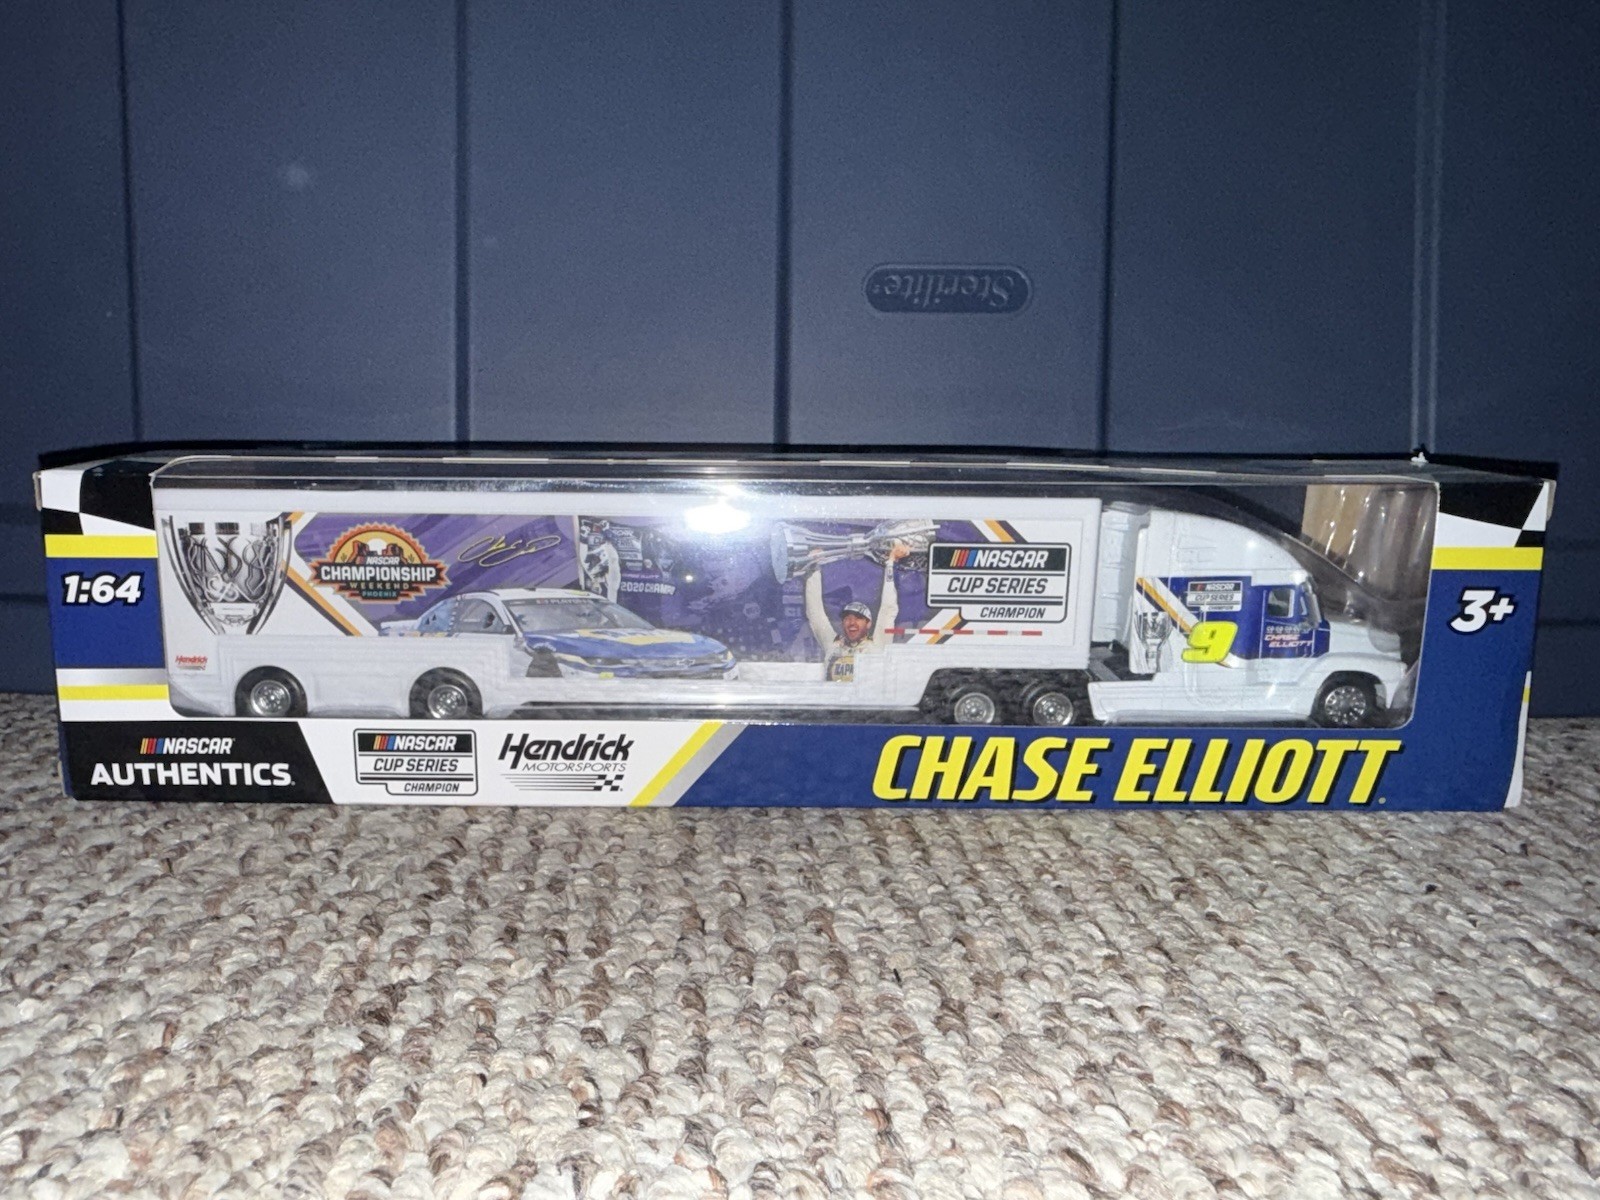 Sterilite
1:64
3+
NASCAR
CHAMPIONSHIP
WEEKEND
PHOENIX
2020 CHAMP
NASCAR
CUP SERIES
CHAMPION
NASCAR
CUP SERIES
9
CHASE
ELLIOTT
NAPA
Hendrick
NASCAR
AUTHENTICS
NASCAR
CUP SERIES
CHAMPION
Hendrick
MOTORSPORTS
CHASE ELLIOTT